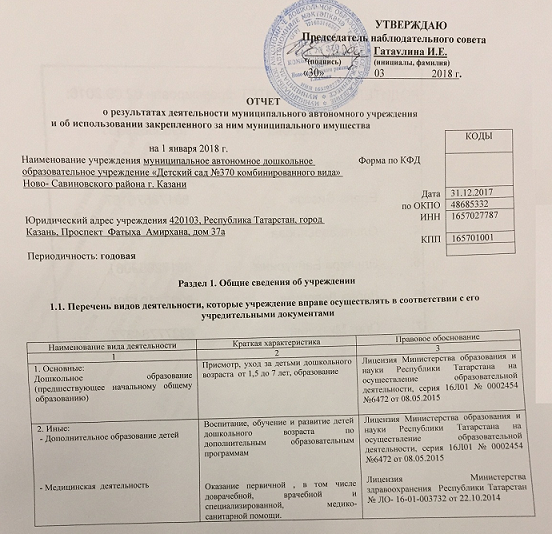 УТВЕРЖДАЮ
Председатель наблюдательного совета
Гатаулина И.Е.
(подпись) (инициалы, фамилия)
«30» 03 2018 г.
ОТЧЕТ
о результатах деятельности муниципального автономного учреждения
и об использовании закрепленного за ним муниципального имущества
КОДЫ
на 1 января 2018 г.
Наименование учреждения муниципальное автономное дошкольное Форма по КФД
образовательное учреждение «Детский сад №370 комбинированного вида»
Ново- Савиновского района г. Казани
Дата 31.12.2017
по ОКПО 48685332
Юридический адрес учреждения 420103, Республика Татарстан, город ИНН 1657027787
Казань, Проспект Фатыха Амирхана, дом 37а
КПП 165701001
Периодичность: годовая
Раздел 1. Общие сведения об учреждении
1.1. Перечень видов деятельности, которые учреждение вправе осуществлять в соответствии с его
учредительными документами
Наименование вида деятельности Краткая характеристика Правовое обоснование
1 2 3
1. Основные:
Дошкольное образование
(предшествующее начальному общему
образованию)
Присмотр, уход за детьми дошкольного
возраста от 1,5 до 7 лет, образование
Лицензия Министерства образования и
науки Республики Татарстана на
осуществление образовательной
деятельности, серия 16Л01 № 0002454
№6472 от 08.05.2015
2. Иные:
- Дополнительное образование детей
Воспитание, обучение и развитие детей
дошкольного возраста по
дополнительным образовательным
программам
Лицензия Министерства образования и
науки Республики Татарстана на
осуществление образовательной
деятельности, серия 16Л01 № 0002454
№6472 от 08.05.2015
- Медицинская деятельность
Оказание первичной , в том числе
доврачебной, врачебной и
специализированной, медико-
санитарной помощи.
Лицензия Министерства
здравоохранения Республики Татарстан
№ ЛО- 16-01-003732 от 22.10.2014